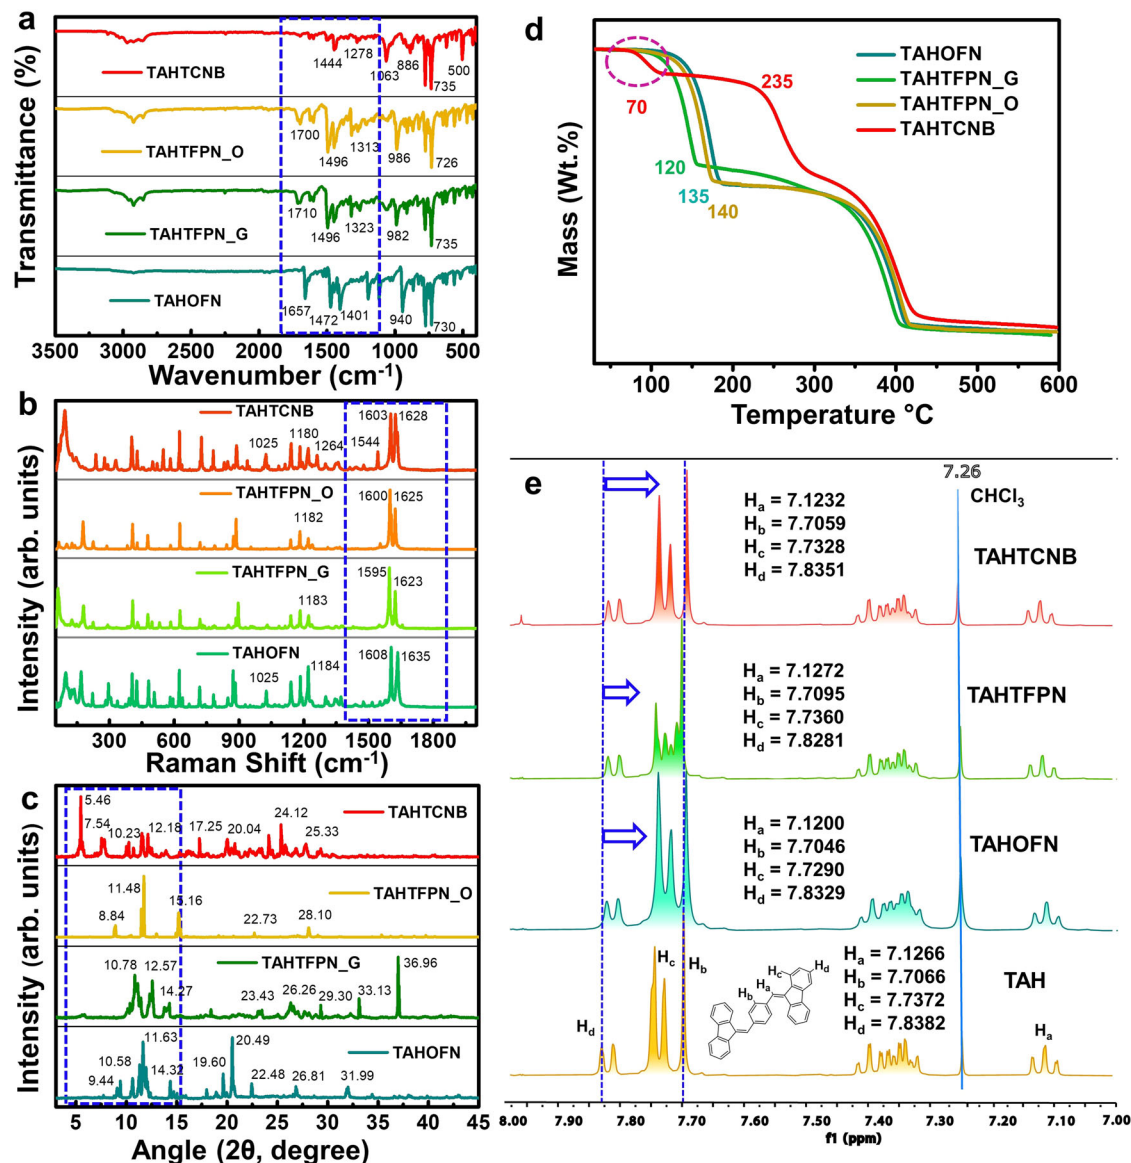 a
Transmittance (%)
TAHTCNB
1444
1278
1063
886
735
500
TAHTFPN_O
1700
1496
1313
986
726
TAHTFPN_G
1710
1496
1323
982
735
TAHOFN
1657
1472
1401
940
730
3500 3000 2500 2000 1500 1000 500
Wavenumber (cm-1)
b
Intensity (arb. units)
TAHTCNB
1025
1180
1264
1544
1603
1628
TAHTFPN_O
1182
1600
1625
TAHTFPN_G
1183
1595
1623
TAHOFN
1025
1184
1608
1635
300 600 900 1200 1500 1800
Raman Shift (cm-1)
c
Intensity (arb. units)
TAHTCNB
5.46
7.54
10.23
12.18
17.25
20.04
24.12
25.33
TAHTFPN_O
8.84
11.48
15.16
22.73
28.10
TAHTFPN_G
10.78
12.57
14.27
23.43
26.26
29.30
33.13
36.96
TAHOFN
9.44
10.58
11.63
14.32
19.60
20.49
22.48
26.81
31.99
5 10 15 20 25 30 35 40 45
Angle (2θ, degree)
d
Mass (Wt.%)
TAHOFN
TAHTFPN_G
TAHTFPN_O
TAHTCNB
70
235
120
135
140
100 200 300 400 500 600
Temperature °C
e
7.26
CHCl3
Ha = 7.1232
Hb = 7.7059
Hc = 7.7328
Hd = 7.8351
TAHTCNB
Ha = 7.1272
Hb = 7.7095
Hc = 7.7360
Hd = 7.8281
TAHTFPN
Ha = 7.1200
Hb = 7.7046
Hc = 7.7290
Hd = 7.8329
TAHOFN
Ha = 7.1266
Hb = 7.7066
Hc = 7.7372
Hd = 7.8382
TAH
Hd
Hc
Hb
Ha
Hc
Hd
Ha
Hb
8.00 7.90 7.80 7.70 7.60 7.50 7.40 7.30 7.20 7.10 7.00
f1 (ppm)